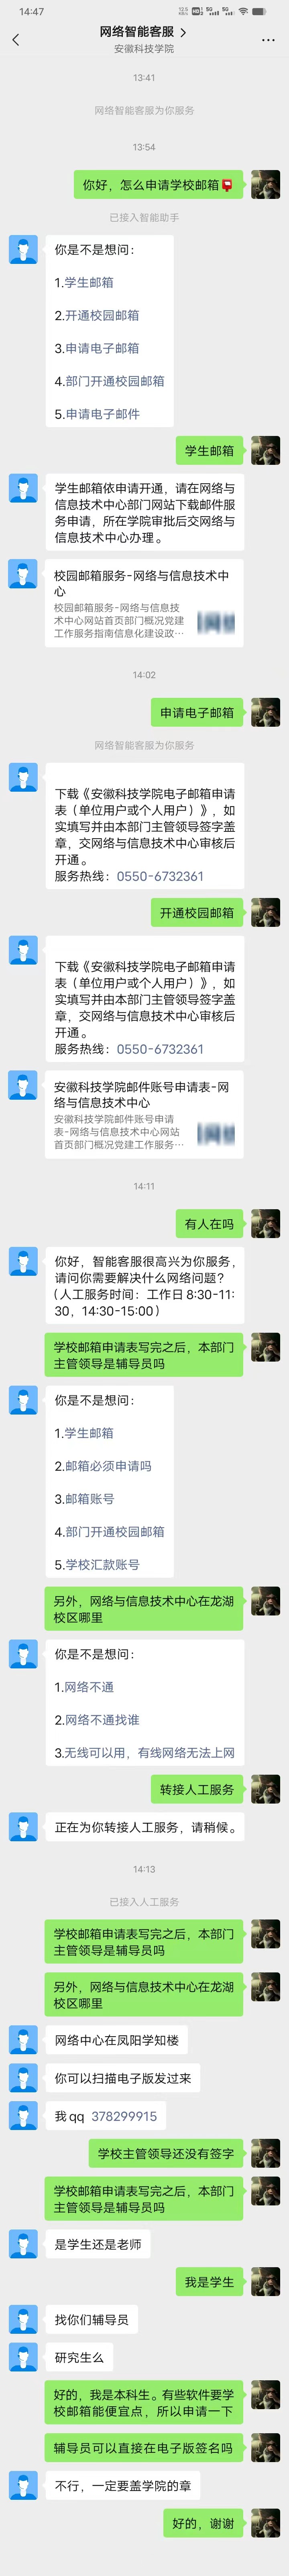 14:47
网络智能客服
安徽科技学院
13:41
网络智能客服为你服务
13:54
你好，怎么申请学校邮箱📮
已接入智能助手
你是不是想问：
1.学生邮箱
2.开通校园邮箱
3.申请电子邮箱
4.部门开通校园邮箱
5.申请电子邮件
学生邮箱
学生邮箱依申请开通，请在网络与
信息技术中心部门网站下载邮件服
务申请，所在学院审批后交网络与
信息技术中心办理。
校园邮箱服务-网络与信息技术中
心
校园邮箱服务-网络与信息技
术中心网站首页部门概况党建
工作服务指南信息化建设政…
14:02
申请电子邮箱
网络智能客服为你服务
下载《安徽科技学院电子邮箱申请
表（单位用户或个人用户）》，如
实填写并由本部门主管领导签字盖
章，交网络与信息技术中心审核后
开通。
服务热线：0550-6732361
开通校园邮箱
下载《安徽科技学院电子邮箱申请
表（单位用户或个人用户）》，如
实填写并由本部门主管领导签字盖
章，交网络与信息技术中心审核后
开通。
服务热线：0550-6732361
安徽科技学院邮件账号申请表-网
络与信息技术中心
安徽科技学院邮件账号申请
表-网络与信息技术中心网站
首页部门概况党建工作服务…
14:11
有人在吗
你好，智能客服很高兴为你服务，
请问你需要解决什么网络问题？
（人工服务时间：工作日 8:30-11:
30，14:30-15:00）
学校邮箱申请表写完之后，本部门
主管领导是辅导员吗
你是不是想问：
1.学生邮箱
2.邮箱必须申请吗
3.邮箱账号
4.部门开通校园邮箱
5.学校汇款账号
另外，网络与信息技术中心在龙湖
校区哪里
你是不是想问：
1.网络不通
2.网络不通找谁
3.无线可以用，有线网络无法上网
转接人工服务
正在为你转接人工服务，请稍候。
14:13
已接入人工服务
学校邮箱申请表写完之后，本部门
主管领导是辅导员吗
另外，网络与信息技术中心在龙湖
校区哪里
网络中心在凤阳学知楼
你可以扫描电子版发过来
我qq 378299915
学校主管领导还没有签字
学校邮箱申请表写完之后，本部门
主管领导是辅导员吗
是学生还是老师
我是学生
找你们辅导员
研究生么
好的，我是本科生。有些软件要学
校邮箱能便宜点，所以申请一下
辅导员可以直接在电子版签名吗
不行，一定要盖学院的章
好的，谢谢